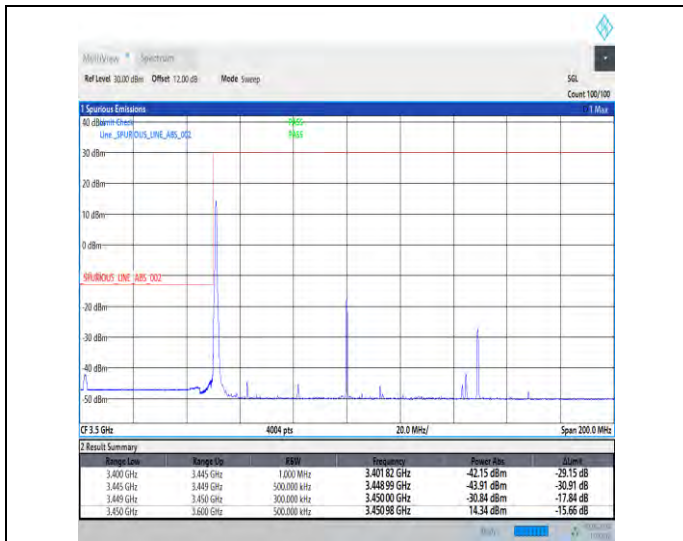 MultiView Spectrum
Ref Level 30.00 dBm Offset 12.00 dB Mode Sweep SGL
Count 100/100
1 Spurious Emissions 1 Max
40 dBm Limit Check PASS
Line _SPURIOUS_LINE_ABS_002 PASS
30 dBm
20 dBm
10 dBm
0 dBm
_SPURIOUS_LINE_ABS_002
-20 dBm
-30 dBm
-40 dBm
-50 dBm
CF 3.5 GHz 4004 pts 20.0 MHz/ Span 200.0 MHz
2 Result Summary
Range Low Range Up RBW Frequency Power Abs ΔLimit
3.400 GHz 3.445 GHz 1.000 MHz 3.401 82 GHz -42.15 dBm -29.15 dB
3.445 GHz 3.449 GHz 500.000 kHz 3.448 99 GHz -43.91 dBm -30.91 dB
3.449 GHz 3.450 GHz 300.000 kHz 3.450 00 GHz -30.84 dBm -17.84 dB
3.450 GHz 3.600 GHz 500.000 kHz 3.450 98 GHz 14.34 dBm -15.66 dB